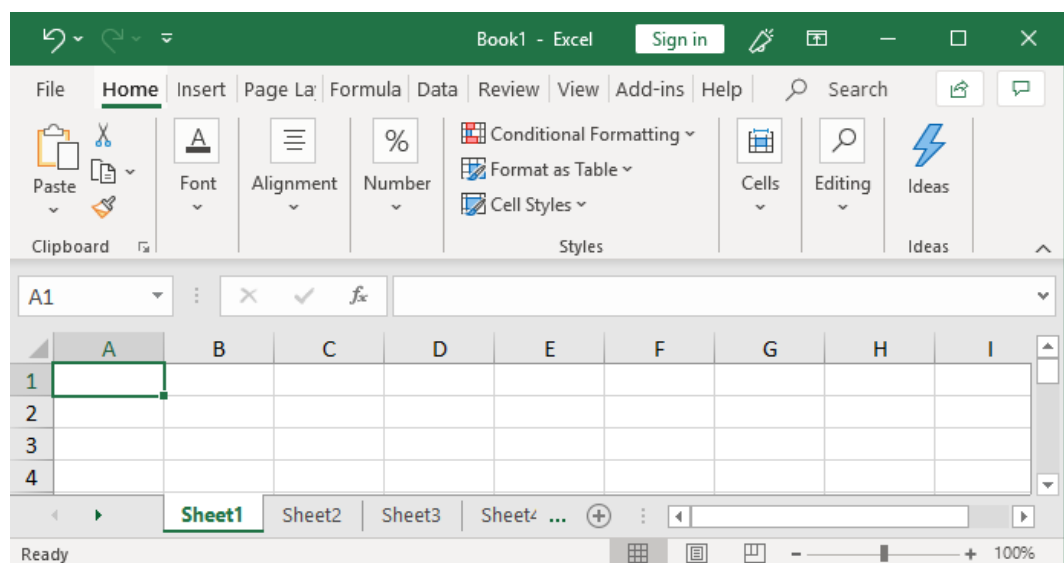 Book1 - Excel Sign in
File Home Insert Page La Formula Data Review View Add-ins Help Search
Paste Font Alignment Number Conditional Formatting Format as Table Cell Styles Cells Editing Ideas
Clipboard Styles Ideas
A1 fx
A B C D E F G H I
1
2
3
4
Sheet1 Sheet2 Sheet3 Sheet4 ...
Ready 100%